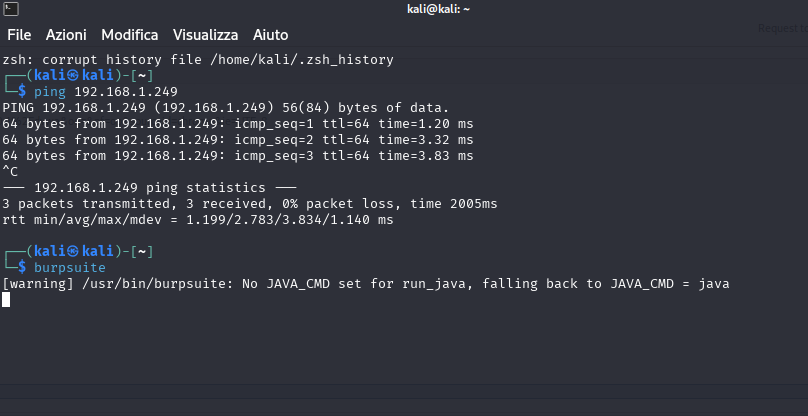 kali@kali: ~
File Azioni Modifica Visualizza Aiuto
zsh: corrupt history file /home/kali/.zsh_history
┌──(kali㉿kali)-[~]
└─$ ping 192.168.1.249
PING 192.168.1.249 (192.168.1.249) 56(84) bytes of data.
64 bytes from 192.168.1.249: icmp_seq=1 ttl=64 time=1.20 ms
64 bytes from 192.168.1.249: icmp_seq=2 ttl=64 time=3.32 ms
64 bytes from 192.168.1.249: icmp_seq=3 ttl=64 time=3.83 ms
^C
--- 192.168.1.249 ping statistics ---
3 packets transmitted, 3 received, 0% packet loss, time 2005ms
rtt min/avg/max/mdev = 1.199/2.783/3.834/1.140 ms
┌──(kali㉿kali)-[~]
└─$ burpsuite
[warning] /usr/bin/burpsuite: No JAVA_CMD set for run_java, falling back to JAVA_CMD = java